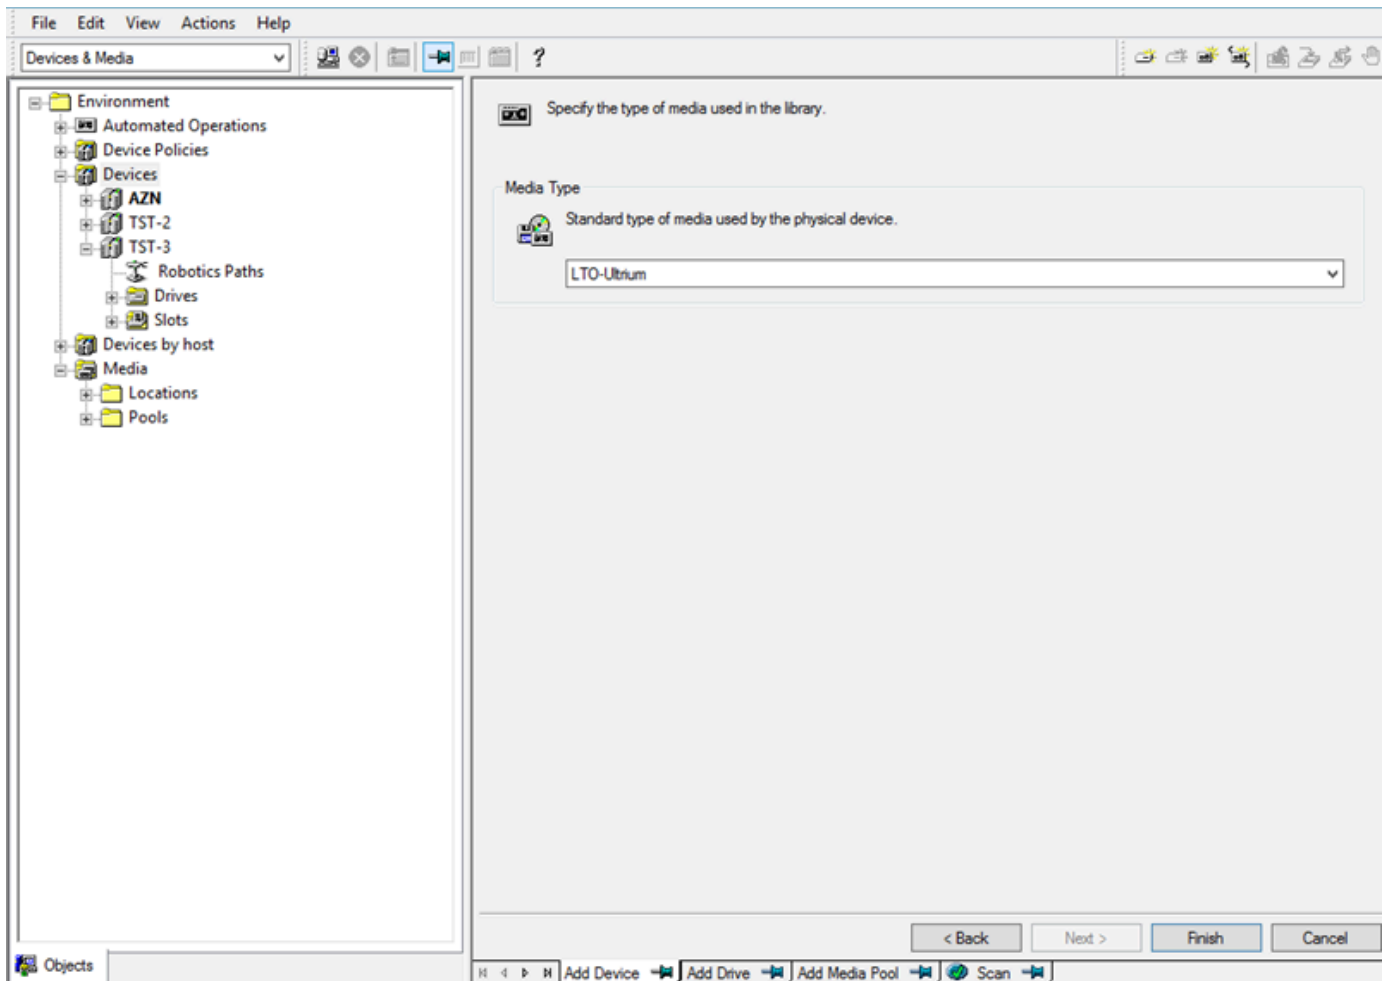 File Edit View Actions Help
Devices & Media
?
Environment
Automated Operations
Device Policies
Devices
AZN
TST-2
TST-3
Robotics Paths
Drives
Slots
Devices by host
Media
Locations
Pools
Objects
Specify the type of media used in the library.
Media Type
Standard type of media used by the physical device.
LTO-Ultrium
< Back Next > Finish Cancel
Add Device Add Drive Add Media Pool Scan